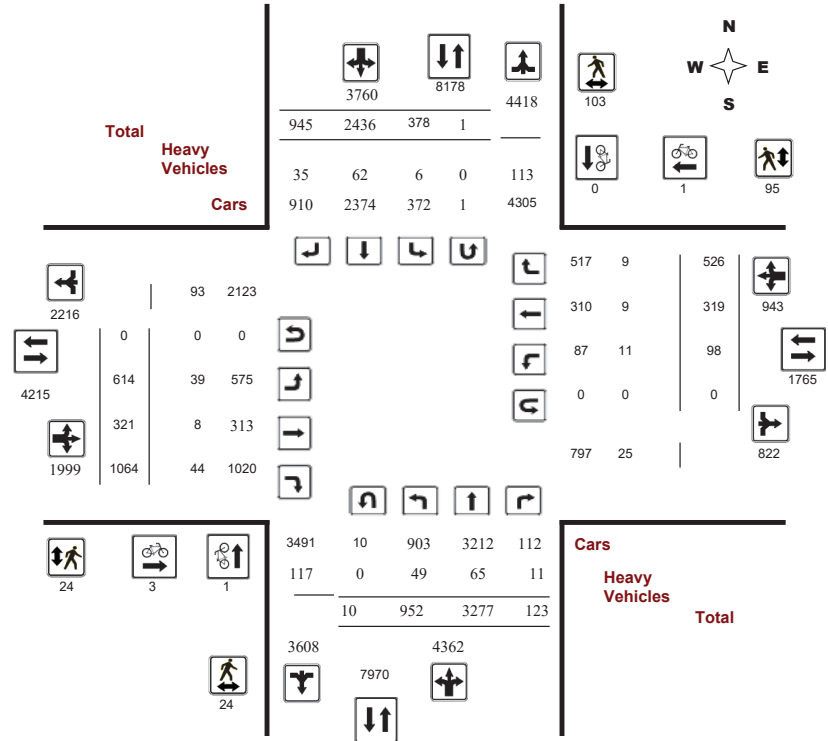 N
W E
S
3760
8178
4418
103
Total
945 2436 378 1
Heavy
Vehicles
35 62 6 0 113
0 1 95
Cars
910 2374 372 1 4305
517 9 526
2216
93 2123
310 9 319
943
0 0 0
4215
87 11 98
1765
614 39 575
0 0 0
321 8 313
1999
797 25
822
1064 44 1020
3491 10 903 3212 112
Cars
117 0 49 65 11
Heavy
Vehicles
24 3 1
10 952 3277 123
Total
3608
4362
7970
24